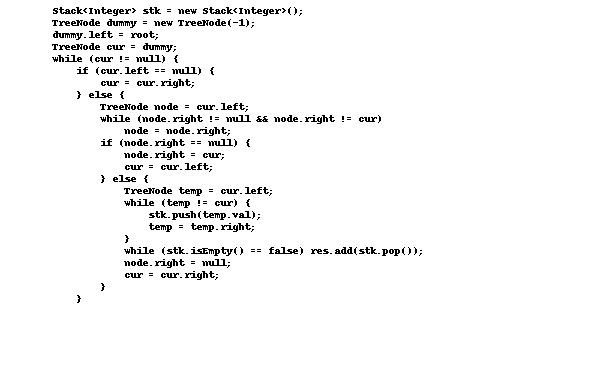 Stack<Integer> stk = new Stack<Integer>();
TreeNode dummy = new TreeNode(-1);
dummy.left = root;
TreeNode cur = dummy;
while (cur != null) {
    if (cur.left == null) {
        cur = cur.right;
    } else {
        TreeNode node = cur.left;
        while (node.right != null && node.right != cur)
            node = node.right;
        if (node.right == null) {
            node.right = cur;
            cur = cur.left;
        } else {
            TreeNode temp = cur.left;
            while (temp != cur) {
                stk.push(temp.val);
                temp = temp.right;
            }
            while (stk.isEmpty() == false) res.add(stk.pop());
            node.right = null;
            cur = cur.right;
        }
    }